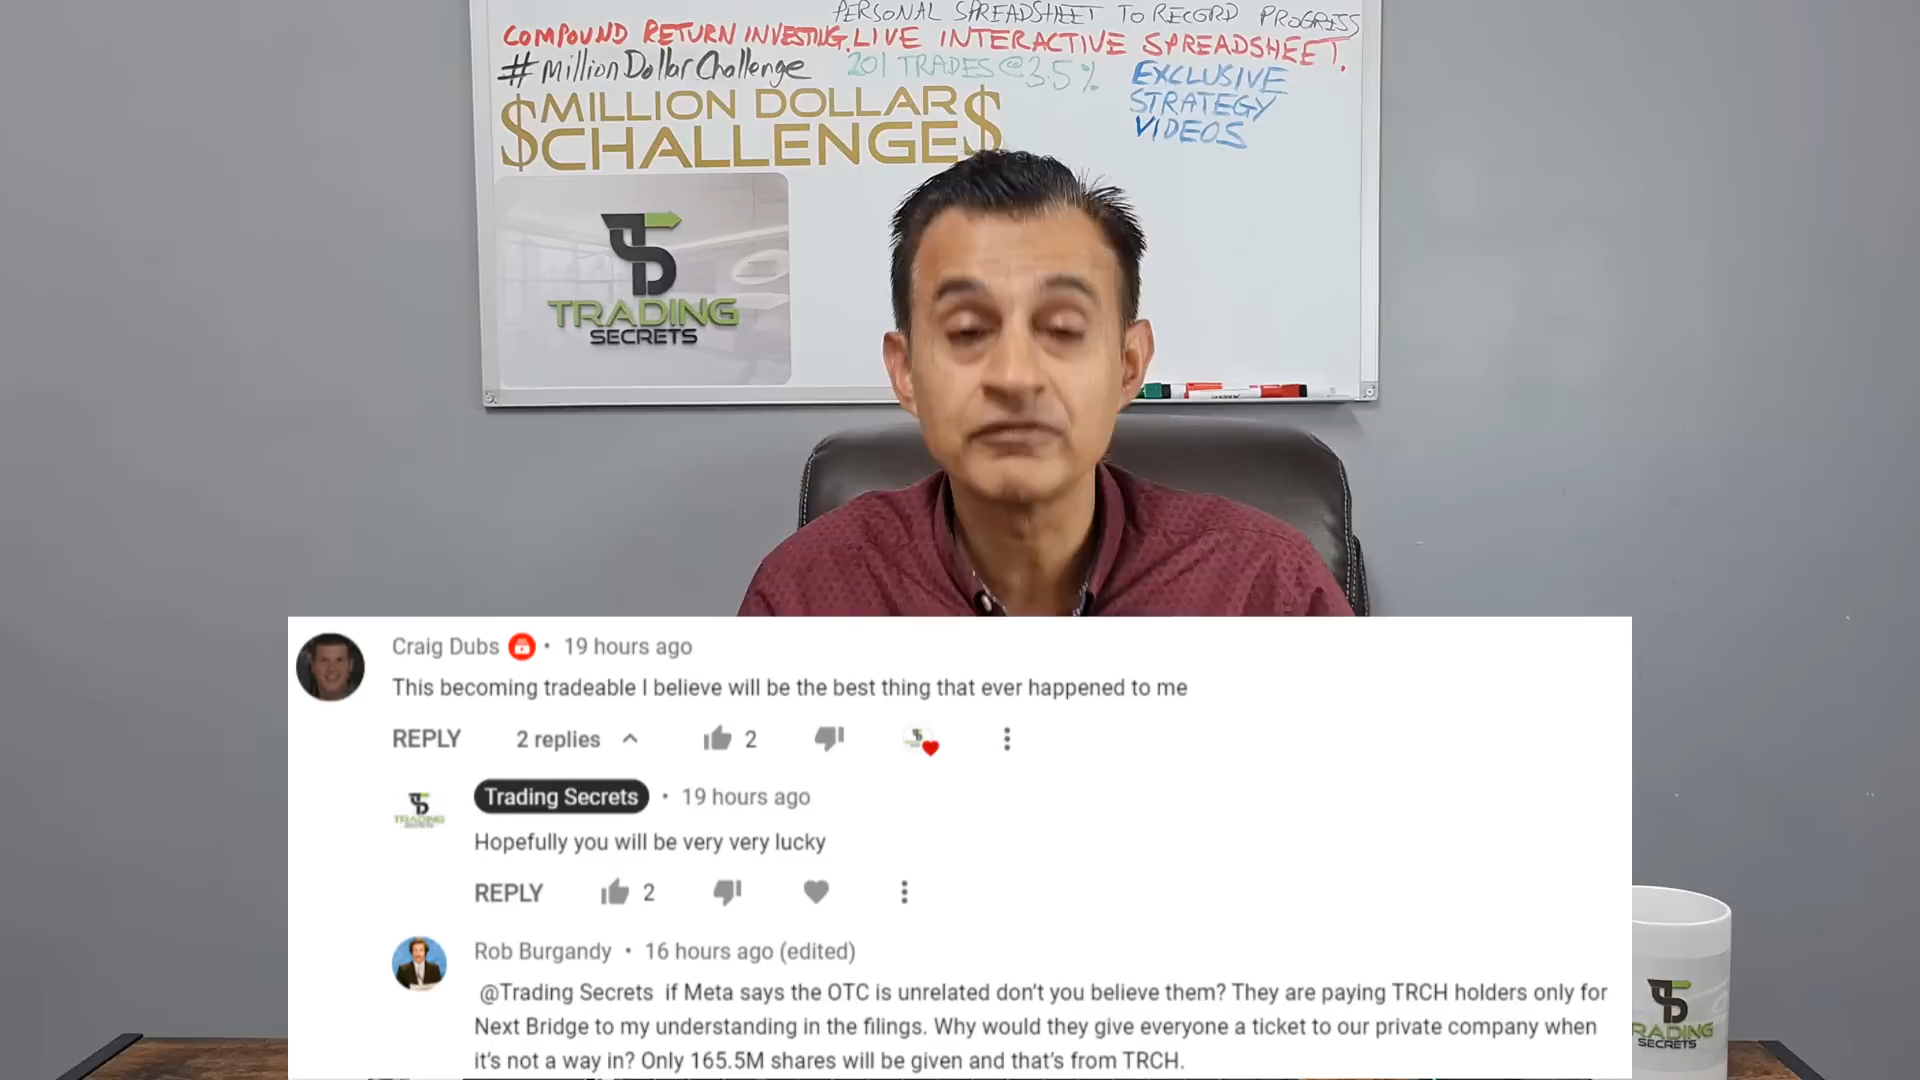 PERSONAL SPREADSHEET TO RECORD PROGRESS
COMPOUND RETURN INVESTING. LIVE INTERACTIVE SPREADSHEET.
#MillionDollarChallenge 201 TRADES @ 3.5%
EXCLUSIVE
STRATEGY
VIDEOS
$MILLION DOLLAR$
CHALLENGE
TRADING
SECRETS
Craig Dubs • 19 hours ago
This becoming tradeable I believe will be the best thing that ever happened to me
REPLY 2 replies 2
TRADING
Trading Secrets • 19 hours ago
Hopefully you will be very very lucky
REPLY 2
Rob Burgandy • 16 hours ago (edited)
@Trading Secrets if Meta says the OTC is unrelated don't you believe them? They are paying TRCH holders only for
Next Bridge to my understanding in the filings. Why would they give everyone a ticket to our private company when
it's not a way in? Only 165.5M shares will be given and that's from TRCH.
TRADING
SECRETS